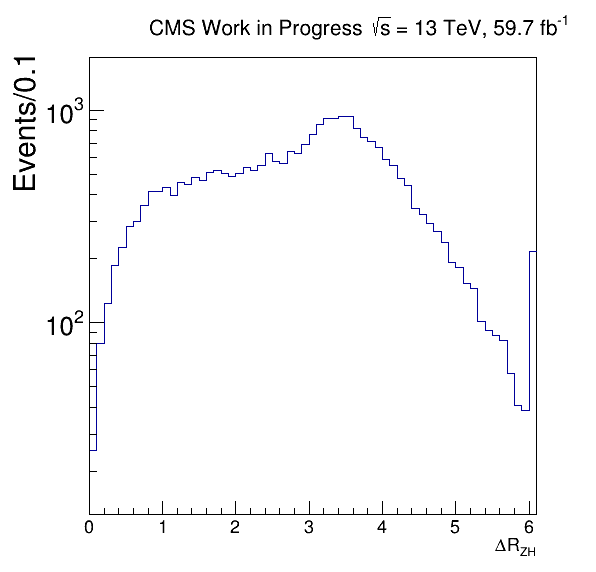 CMS Work in Progress √s = 13 TeV, 59.7 fb⁻¹
Events/0.1
10³
10²
0 1 2 3 4 5 6
ΔR_ZH